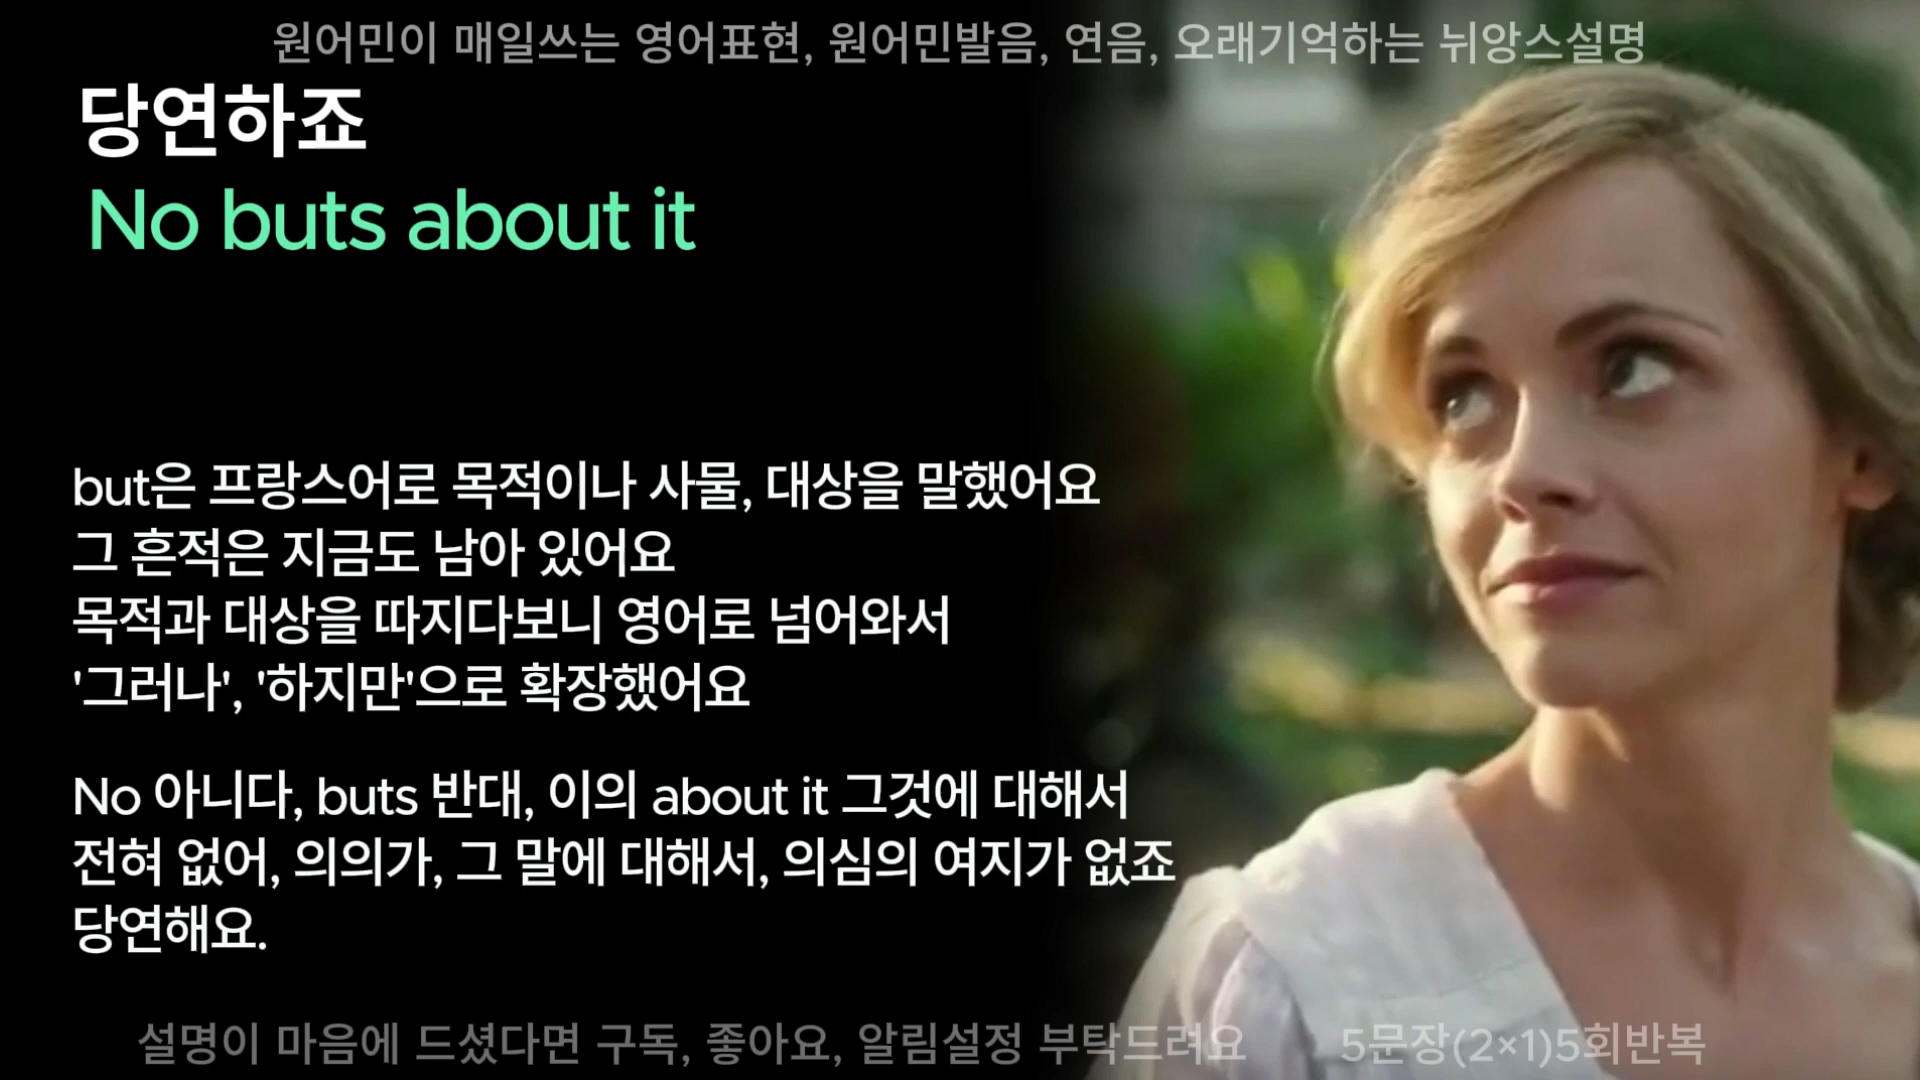 원어민이 매일쓰는 영어표현, 원어민발음, 연음, 오래기억하는 뉘앙스설명
당연하죠
No buts about it
but은 프랑스어로 목적이나 사물, 대상을 말했어요
그 흔적은 지금도 남아 있어요
목적과 대상을 따지다보니 영어로 넘어와서
'그러나', '하지만'으로 확장했어요
No 아니다, buts 반대, 이의 about it 그것에 대해서
전혀 없어, 의의가, 그 말에 대해서, 의심의 여지가 없죠
당연해요.
설명이 마음에 드셨다면 구독, 좋아요, 알림설정 부탁드려요 5문장(2×1)5회반복